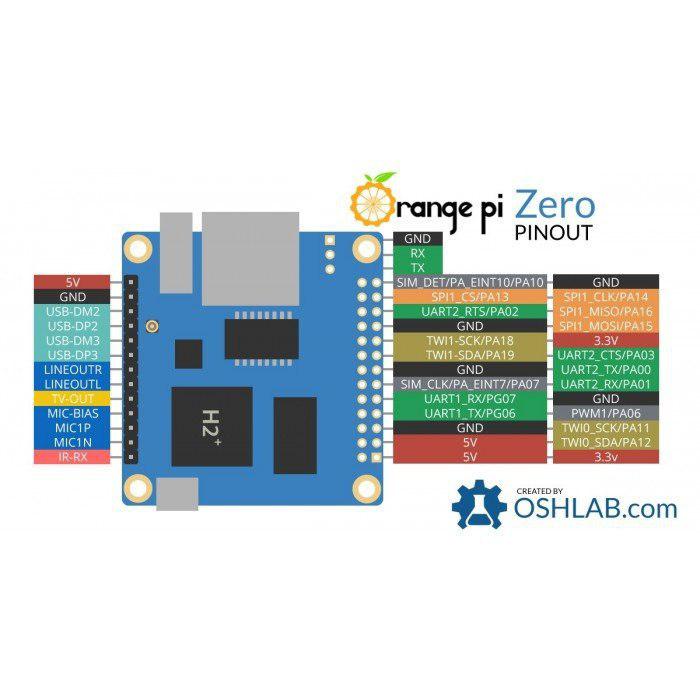 Orange pi Zero
PINOUT
GND
RX
TX
5V
GND
USB-DM2
USB-DP2
USB-DM3
USB-DP3
LINEOUTR
LINEOUTL
TV-OUT
MIC-BIAS
MIC1P
MIC1N
IR-RX
H2+
SIM_DET/PA_EINT10/PA10 GND
SPI1_CS/PA13 SPI1_CLK/PA14
UART2_RTS/PA02 SPI1_MISO/PA16
GND SPI1_MOSI/PA15
TWI1-SCK/PA18 3.3V
TWI1-SDA/PA19 UART2_CTS/PA03
GND UART2_TX/PA00
SIM_CLK/PA_EINT7/PA07 UART2_RX/PA01
UART1_RX/PG07 GND
UART1_TX/PG06 PWM1/PA06
GND TWI0_SCK/PA11
5V TWI0_SDA/PA12
5V 3.3v
CREATED BY
OSHLAB.com